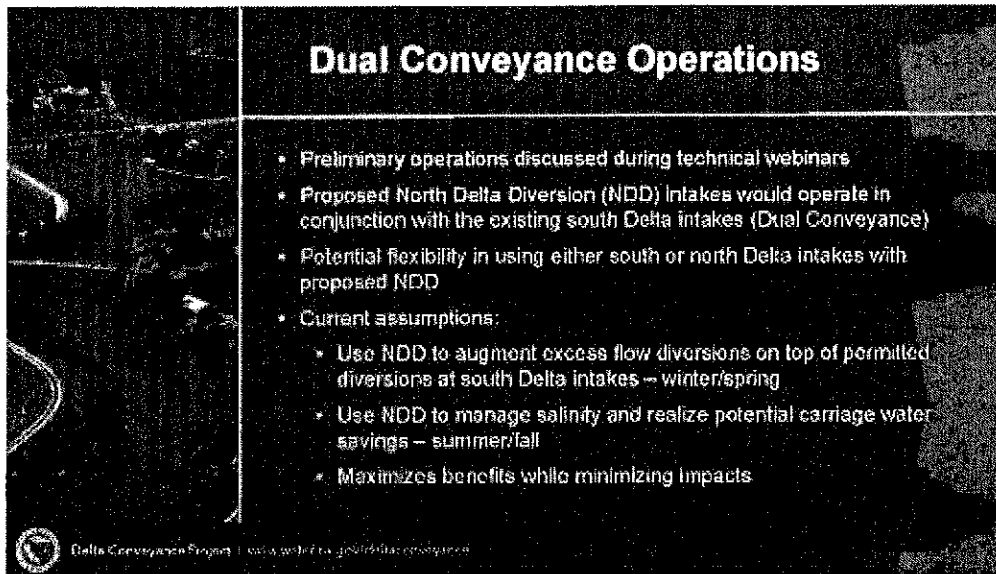 Dual Conveyance Operations
• Preliminary operations discussed during technical webinars
• Proposed North Delta Diversion (NDD) intakes would operate in
conjunction with the existing south Delta intakes (Dual Conveyance)
• Potential flexibility in using either south or north Delta intakes with
proposed NDD
• Current assumptions:
• Use NDD to augment excess flow diversions on top of permitted
diversions at south Delta intakes – winter/spring
• Use NDD to manage salinity and realize potential carriage water
savings – summer/fall
• Maximizes benefits while minimizing impacts
Delta Conveyance Project